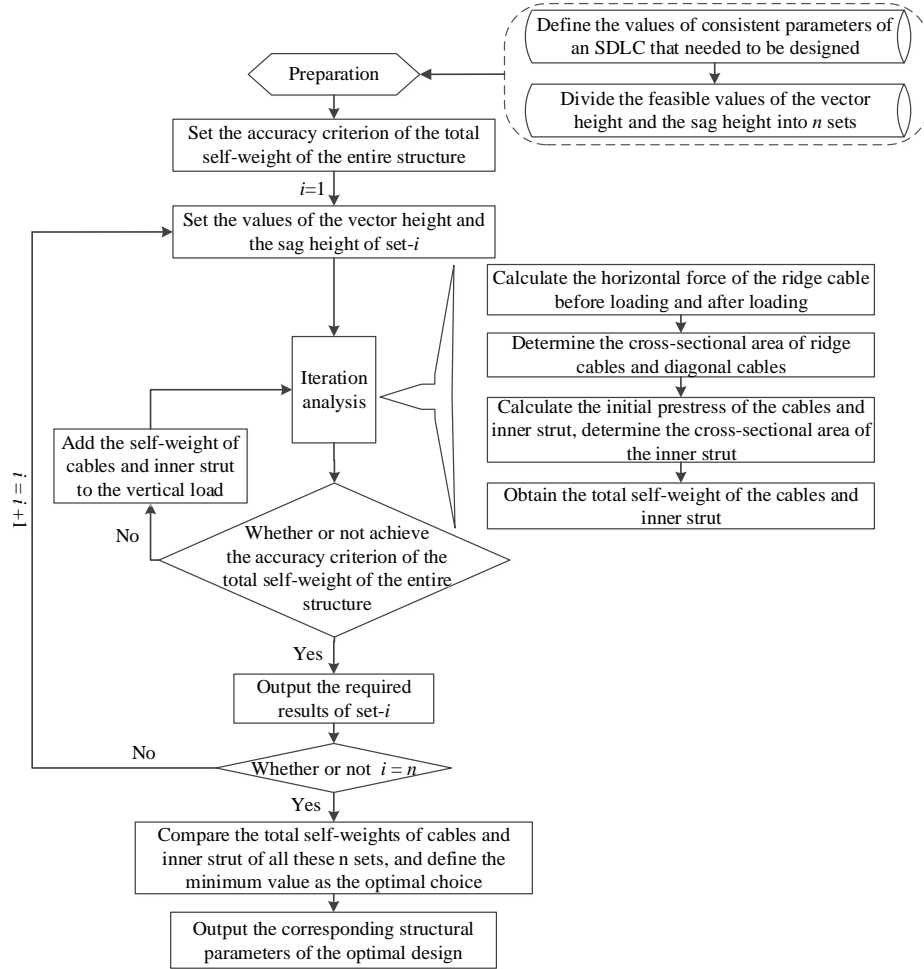 Define the values of consistent parameters of
an SDLC that needed to be designed
Divide the feasible values of the vector
height and the sag height into n sets
Preparation
Set the accuracy criterion of the total
self-weight of the entire structure
i=1
Set the values of the vector height and
the sag height of set-i
Calculate the horizontal force of the ridge cable
before loading and after loading
Determine the cross-sectional area of ridge
cables and diagonal cables
Calculate the initial prestress of the cables and
inner strut, determine the cross-sectional area of
the inner strut
Obtain the total self-weight of the cables and
inner strut
Iteration
analysis
Add the self-weight of
cables and inner strut
to the vertical load
i = i +1
No
Whether or not achieve
the accuracy criterion of the
total self-weight of the entire
structure
Yes
Output the required
results of set-i
No
Whether or not i = n
Yes
Compare the total self-weights of cables and
inner strut of all these n sets, and define the
minimum value as the optimal choice
Output the corresponding structural
parameters of the optimal design